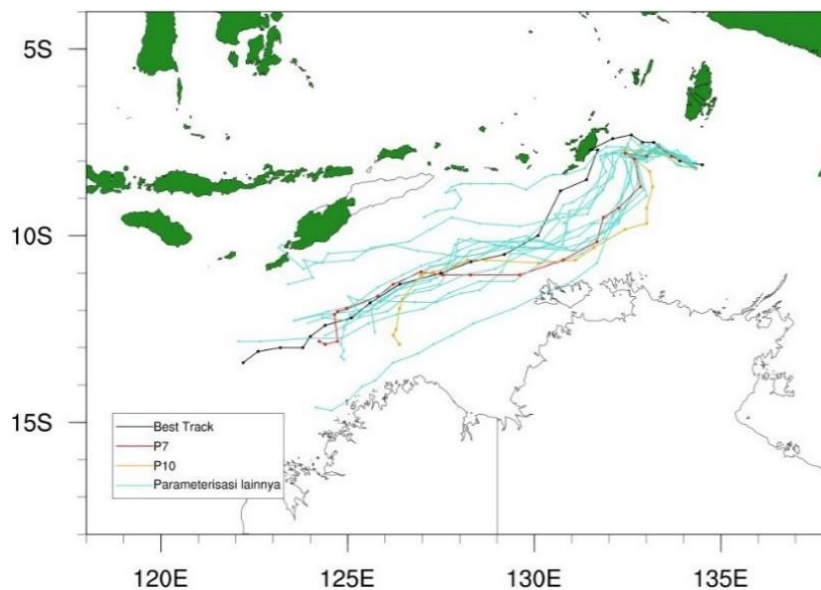 5S
10S
15S
Best Track
P7
P10
Parameterisasi lainnya
120E 125E 130E 135E